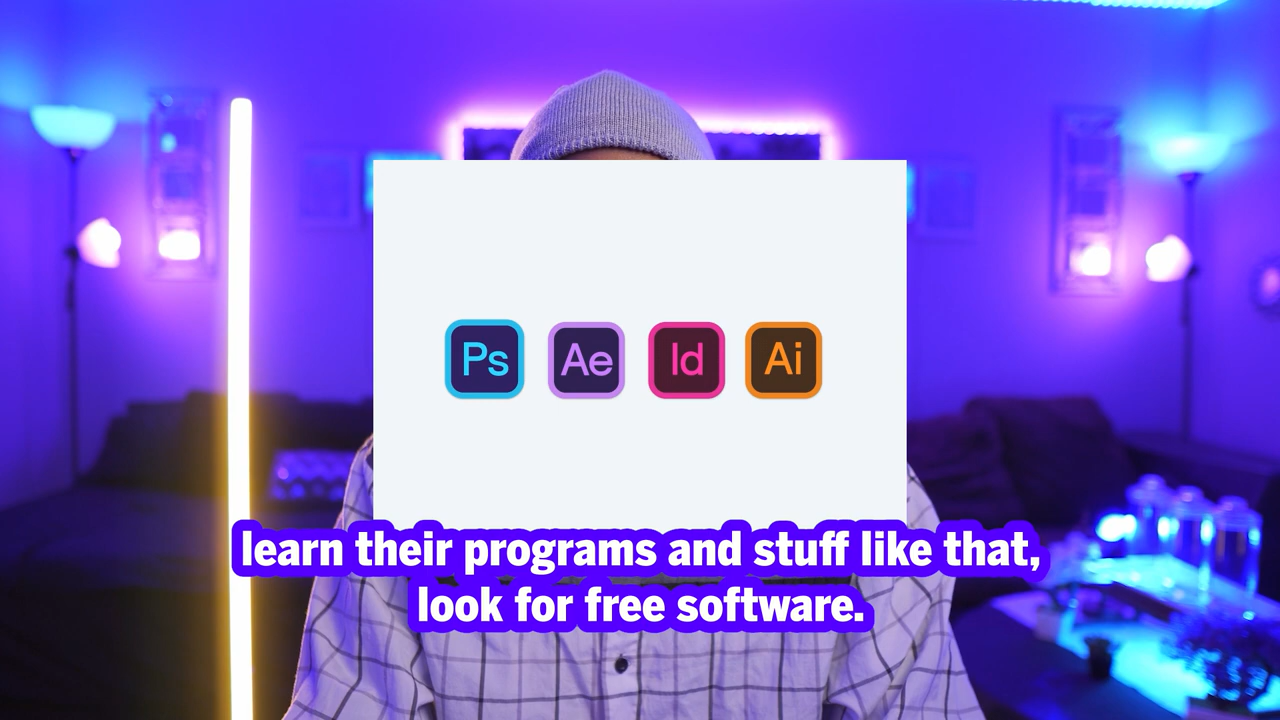 Ps Ae Id Ai
learn their programs and stuff like that,
look for free software.